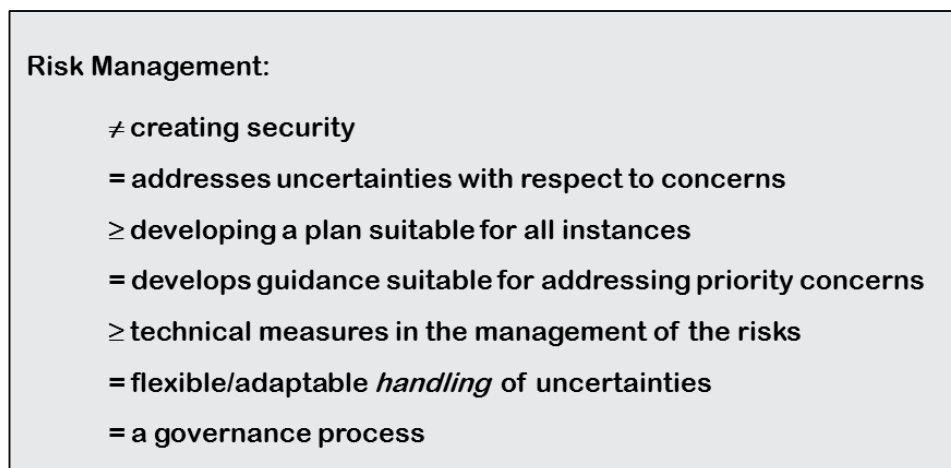 Risk Management:
≠ creating security
= addresses uncertainties with respect to concerns
≥ developing a plan suitable for all instances
= develops guidance suitable for addressing priority concerns
≥ technical measures in the management of the risks
= flexible/adaptable handling of uncertainties
= a governance process